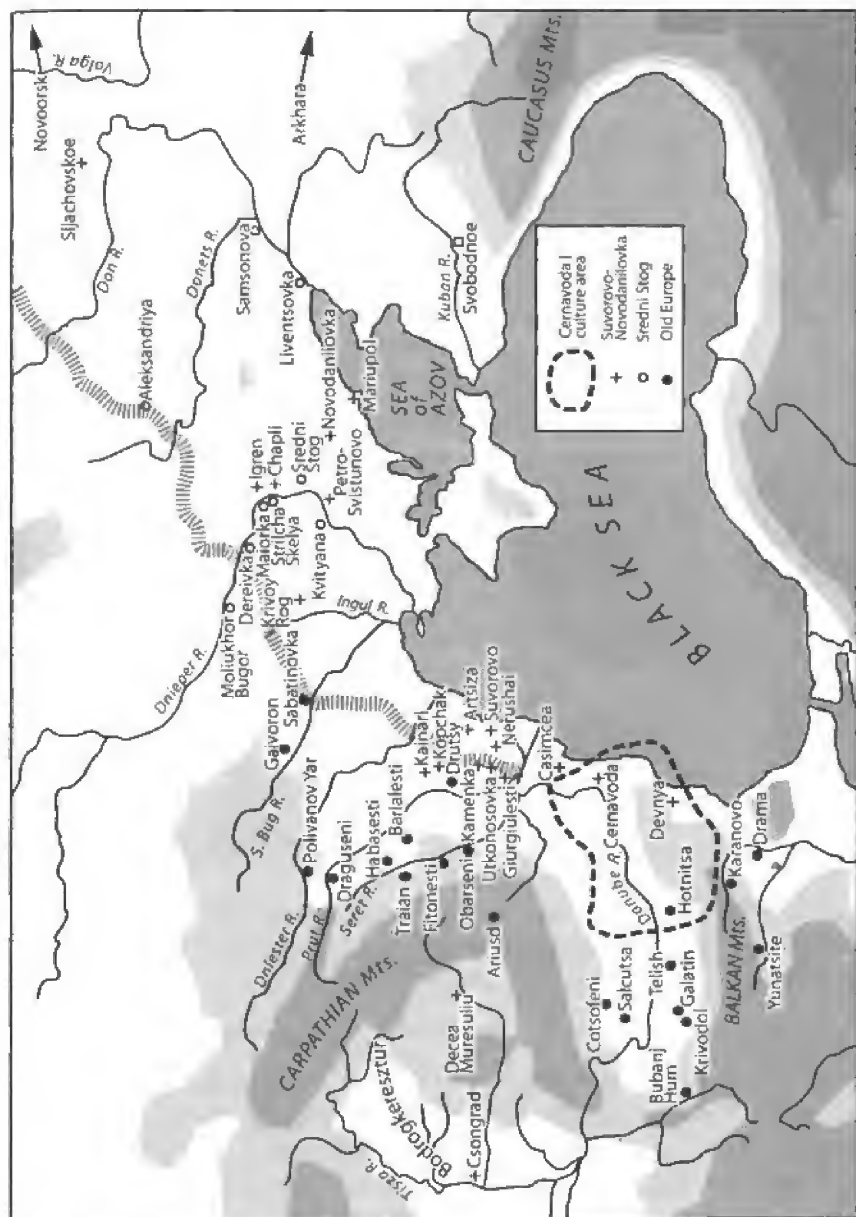 Volga R.
Novoorsk
Sijachovskoe
Don R.
Arkhara
Aleksandriya
Donets R.
Samsonova
Liventsovka
CAUCASUS Mts.
Kuban R.
Svobodnoe
Igren
Chapli
Sredni
Stog
Novodanilovka
Mariupol
SEA
of
AZOV
Petro-
Svistunovo
Dnieper R.
Moliukhor
Bugor
Dereivka
Maiorka
Strilcha
Skelya
Krivoy
Rog
Kvityana
Ingul R.
Sabatinovka
Gaivoron
S. Bug R.
Polivanov Yar
Dniester R.
Draguseni
Prut R.
Habasesti
Seret R.
Barlalesti
Traian
Fitonesti
Kainari
Kopchak
Drutsy
Artsiza
Suvorovo
Nerushai
Obarseni
Kamenka
Utkonosovka
Giurgiulesti
Casimcea
Ariusd
CARPATHIAN Mts.
Decea
Muresului
Bodrogkeresztur
Tisza R.
Csongrad
Cernavoda
Danube R.
Devnya
Hotnitsa
Cotsofeni
Salcutsa
Telish
Galatin
Krivodol
Bubanj
Hum
BALKAN Mts.
Karanovo
Drama
Yunatsite
BLACK SEA
Cernavoda I
culture area
Suvorovo-
Novodanilovka
Sredni Stog
Old Europe